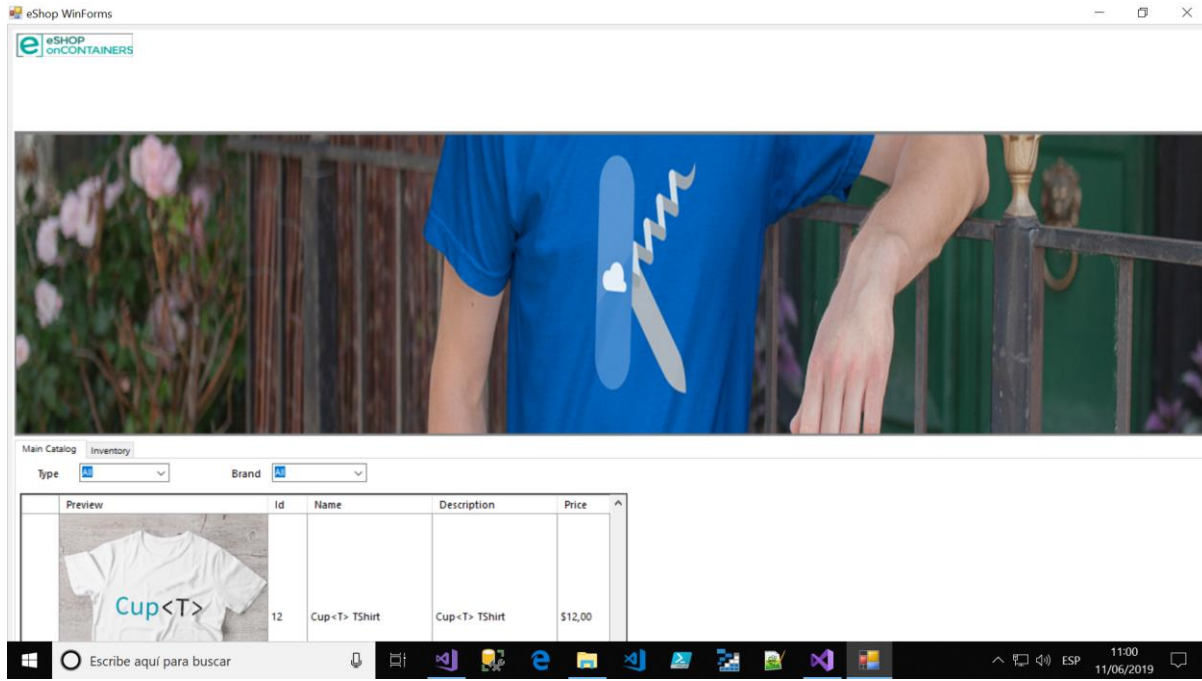 eShop WinForms
eSHOP
onCONTAINERS
Main Catalog Inventory
Type All Brand All
Preview Id Name Description Price
Cup<T>
12 Cup<T> TShirt Cup<T> TShirt $12,00
Escribe aquí para buscar
ESP
11:00
11/06/2019